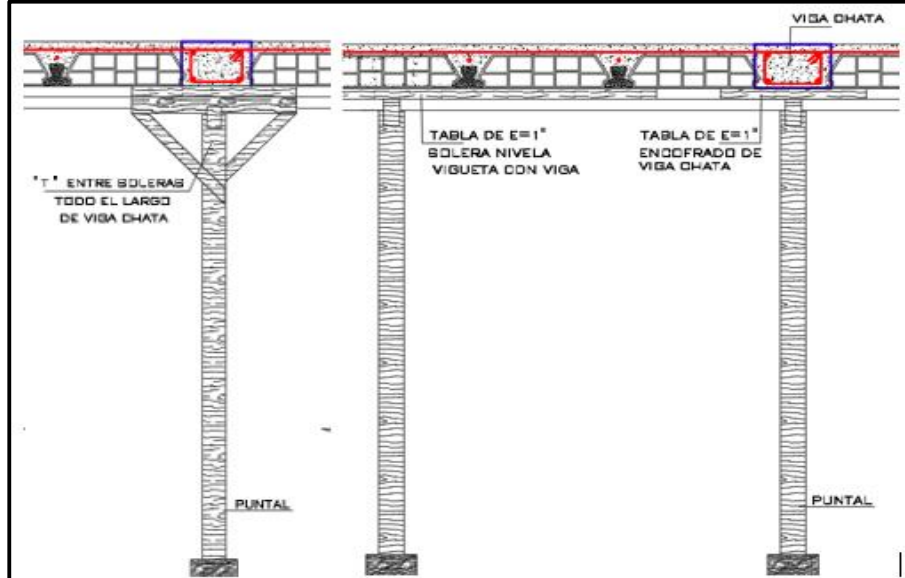 VIGA CHATA
TABLA DE E=1"
SOLERA NIVELA
VIGUETA CON VIGA
TABLA DE E=1"
ENCOFRADO DE
VIGA CHATA
"T" ENTRE SOLERAS
TODO EL LARGO
DE VIGA CHATA
PUNTAL
PUNTAL